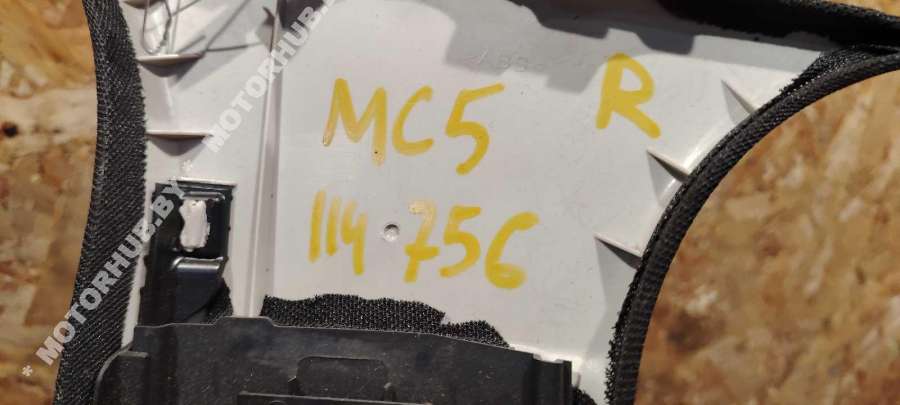 MC5 R
114 756
* MOTORHUB.BY * MOTORHUB.BY